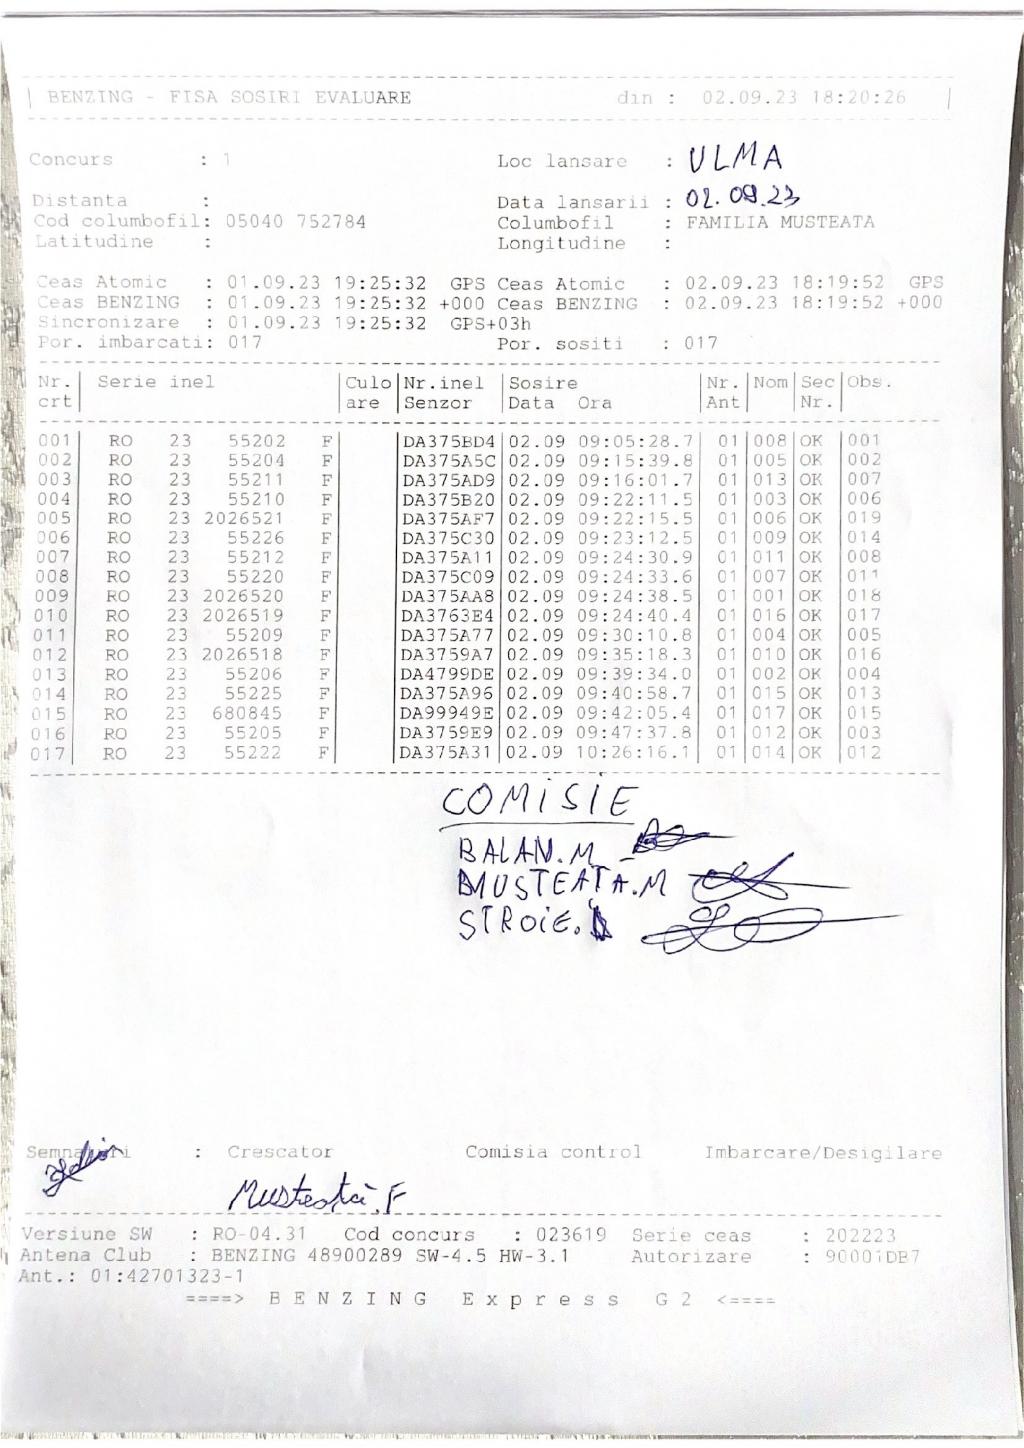 BENZING - FISA SOSIRI EVALUARE din : 02.09.23 18:20:26
Concurs : 1 Loc lansare : ULMA
Distanta : Data lansarii : 02.09.23
Cod columbofil: 05040 752784 Columbofil : FAMILIA MUSTEATA
Latitudine : Longitudine :
Ceas Atomic : 01.09.23 19:25:32 GPS Ceas Atomic : 02.09.23 18:19:52 GPS
Ceas BENZING : 01.09.23 19:25:32 +000 Ceas BENZING : 02.09.23 18:19:52 +000
Sincronizare : 01.09.23 19:25:32 GPS+03h
Por. imbarcati: 017 Por. sositi : 017
Nr. Serie inel Culo Nr.inel Sosire Nr. Nom Sec Obs.
crt are Senzor Data Ora Ant Nr.
001 RO 23 55202 F DA375BD4 02.09 09:05:28.7 01 008 OK 001
002 RO 23 55204 F DA375A5C 02.09 09:15:39.8 01 005 OK 002
003 RO 23 55211 F DA375AD9 02.09 09:16:01.7 01 013 OK 007
004 RO 23 55210 F DA375B20 02.09 09:22:11.5 01 003 OK 006
005 RO 23 2026521 F DA375AF7 02.09 09:22:15.5 01 006 OK 019
006 RO 23 55226 F DA375C30 02.09 09:23:12.5 01 009 OK 014
007 RO 23 55212 F DA375A11 02.09 09:24:30.9 01 011 OK 008
008 RO 23 55220 F DA375C09 02.09 09:24:33.6 01 007 OK 011
009 RO 23 2026520 F DA375AA8 02.09 09:24:38.5 01 001 OK 018
010 RO 23 2026519 F DA3763E4 02.09 09:24:40.4 01 016 OK 017
011 RO 23 55209 F DA375A77 02.09 09:30:10.8 01 004 OK 005
012 RO 23 2026518 F DA3759A7 02.09 09:35:18.3 01 010 OK 016
013 RO 23 55206 F DA4799DE 02.09 09:39:34.0 01 002 OK 004
014 RO 23 55225 F DA375A96 02.09 09:40:58.7 01 015 OK 013
015 RO 23 680845 F DA99949E 02.09 09:42:05.4 01 017 OK 015
016 RO 23 55205 F DA3759E9 02.09 09:47:37.8 01 012 OK 003
017 RO 23 55222 F DA375A31 02.09 10:26:16.1 01 014 OK 012
COMISIE
BALAN.M
MUSTEATA.M
STROIE.
Semnaturi : Crescator Comisia control Imbarcare/Desigilare
Musteată.F
Versiune SW : RO-04.31 Cod concurs : 023619 Serie ceas : 202223
Antena Club : BENZING 48900289 SW-4.5 HW-3.1 Autorizare : 90001DB7
Ant.: 01:42701323-1
====> B E N Z I N G E x p r e s s G 2 <====